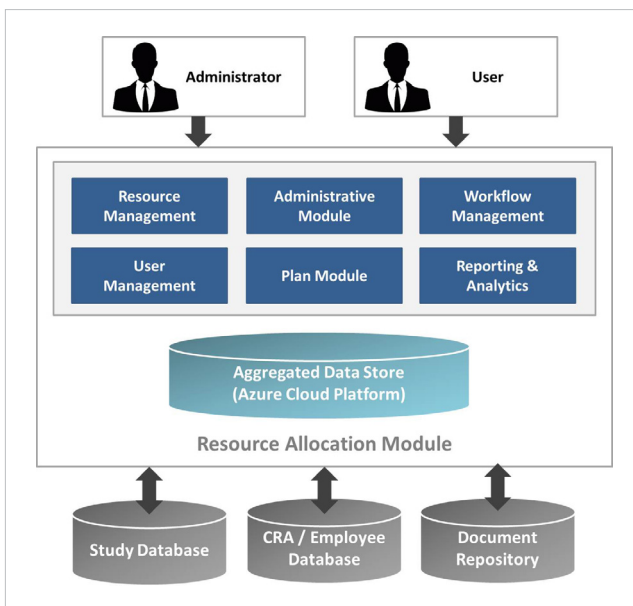 Administrator
User
Resource
Management
Administrative
Module
Workflow
Management
User
Management
Plan Module
Reporting &
Analytics
Aggregated Data Store
(Azure Cloud Platform)
Resource Allocation Module
Study Database
CRA / Employee
Database
Document
Repository